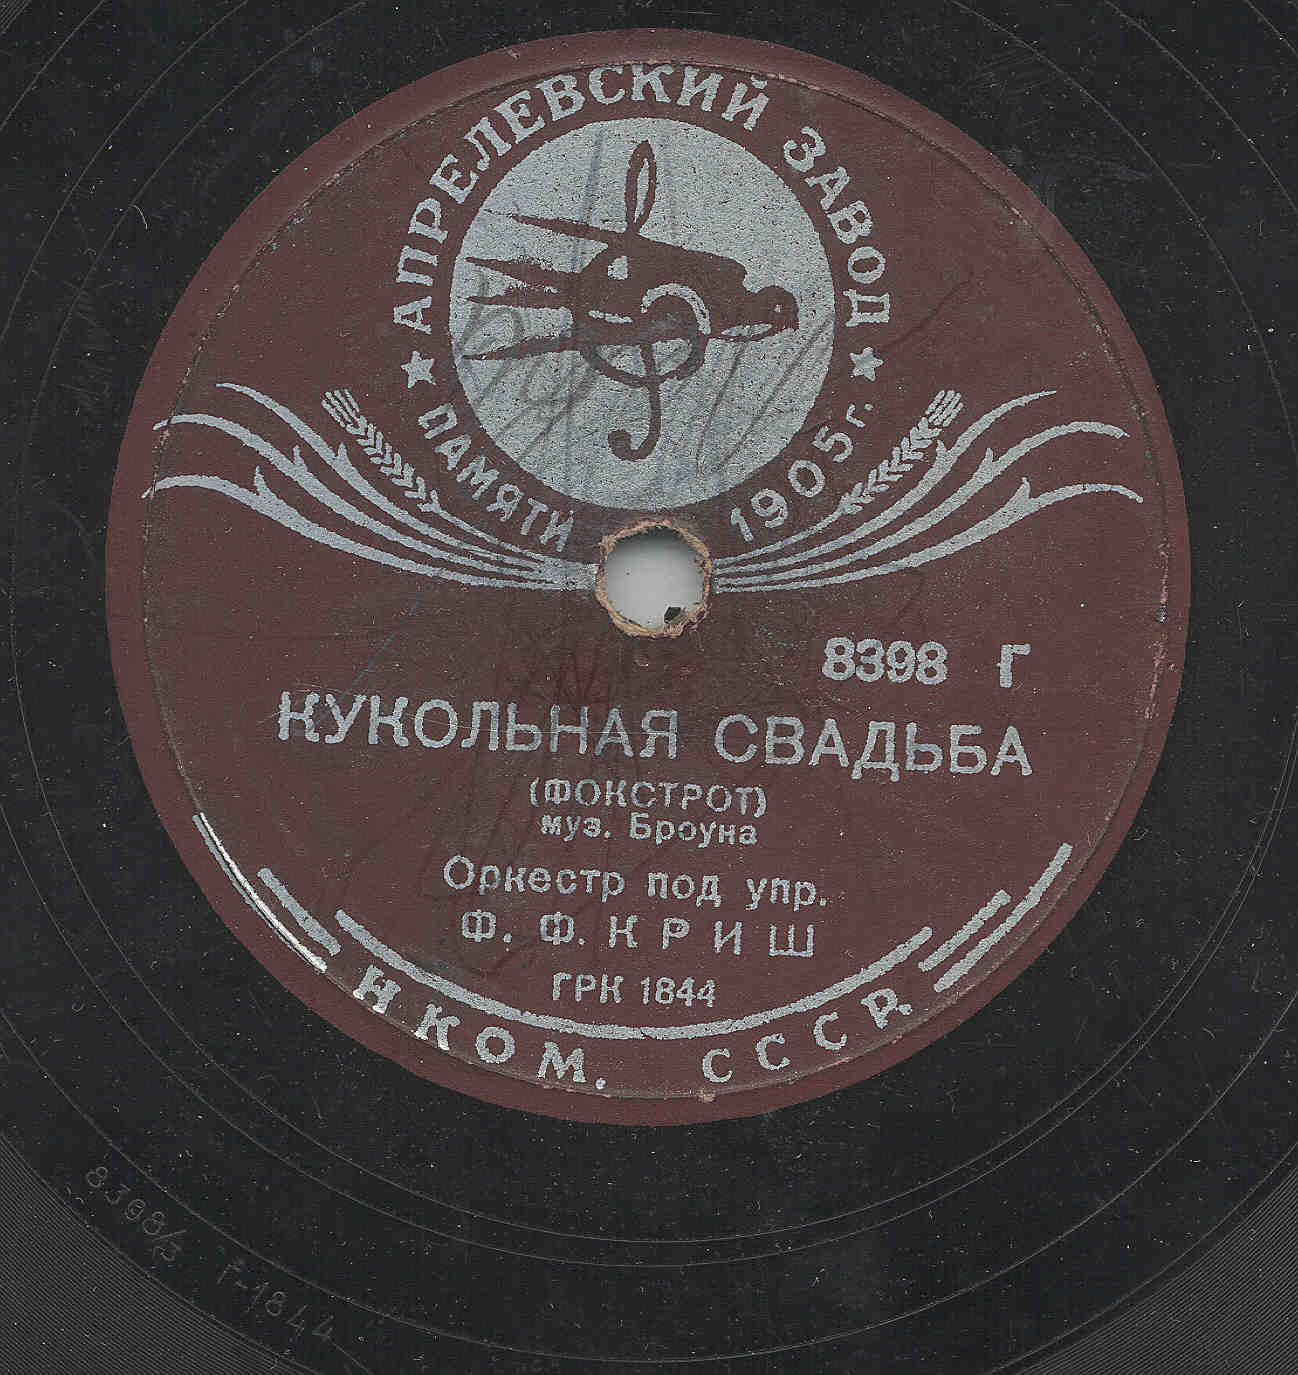 АПРЕЛЕВСКИЙ ЗАВОД
★ ПАМЯТИ 1905 г. ★
8398 Г
КУКОЛЬНАЯ СВАДЬБА
(ФОКСТРОТ)
муз. Броуна
Оркестр под упр.
Ф. Ф. КРИШ
ГРК 1844
НКОМ. СССР.
8398/3 Г-1844